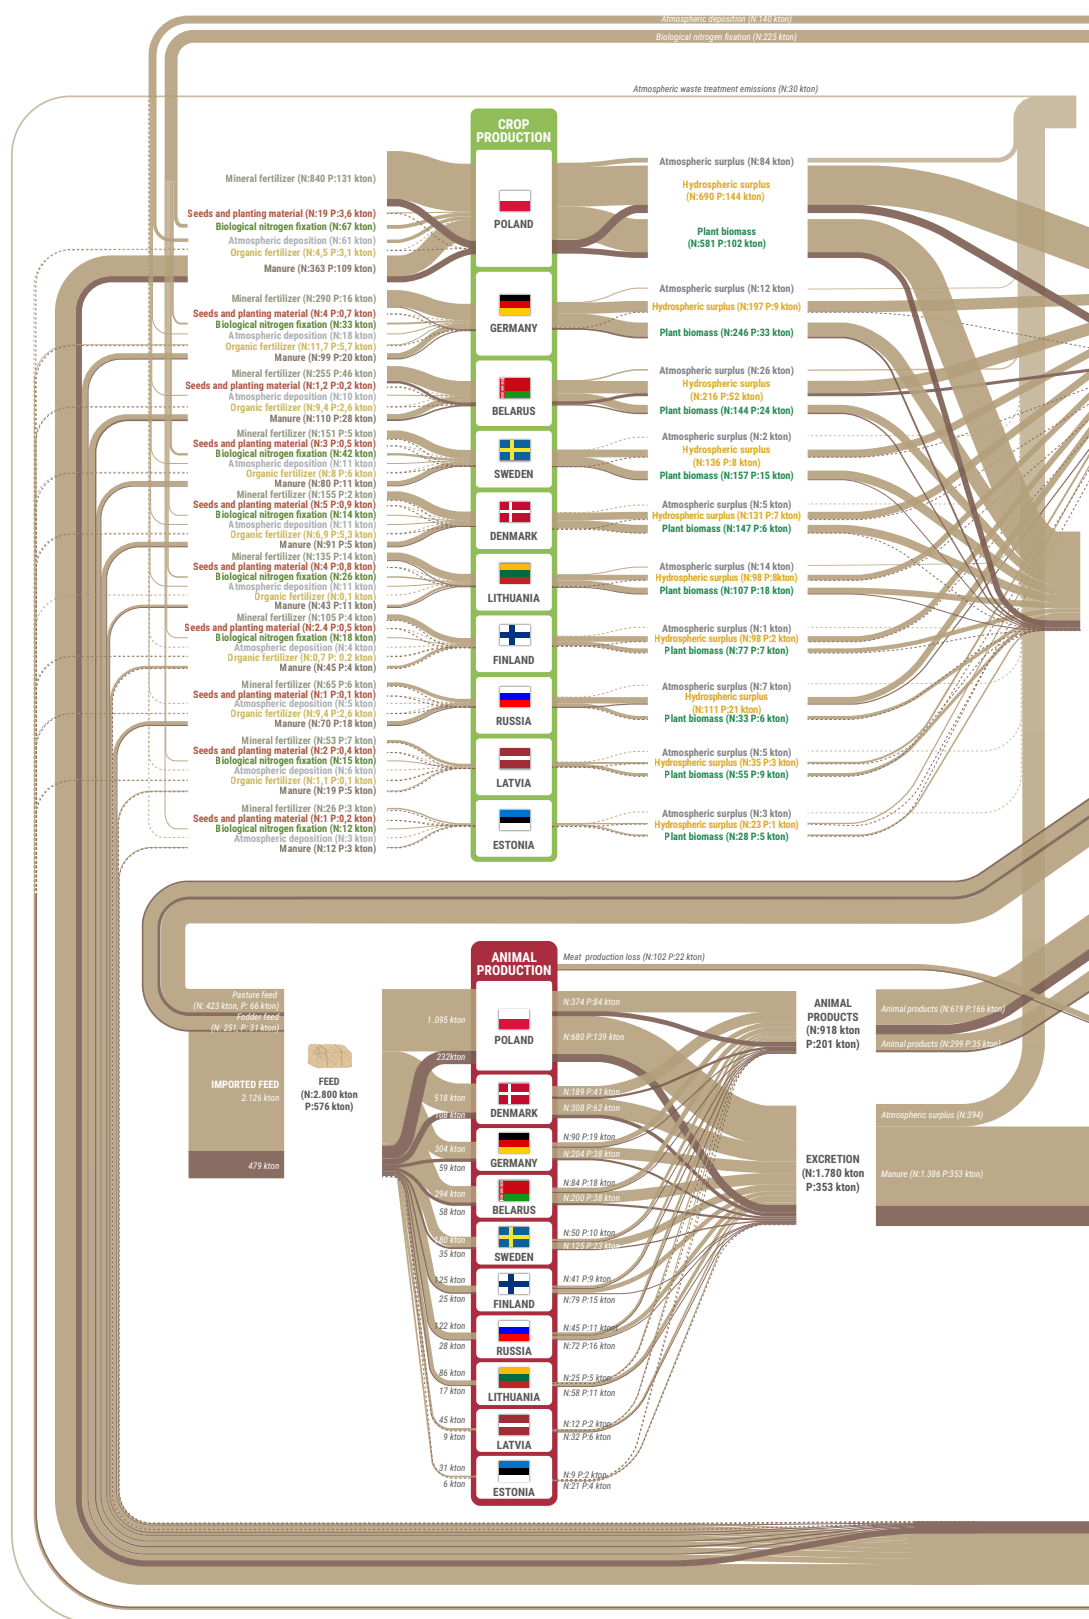 Atmospheric deposition (N:140 kton)
Biological nitrogen fixation (N:225 kton)
Atmospheric waste treatment emissions (N:30 kton)
CROP
PRODUCTION
Mineral fertilizer (N:840 P:131 kton)
Seeds and planting material (N:19 P:3,6 kton)
Biological nitrogen fixation (N:67 kton)
Atmospheric deposition (N:61 kton)
Organic fertilizer (N:4,5 P:3,1 kton)
Manure (N:363 P:109 kton)
POLAND
Atmospheric surplus (N:84 kton)
Hydrospheric surplus
(N:690 P:144 kton)
Plant biomass
(N:581 P:102 kton)
Mineral fertilizer (N:290 P:16 kton)
Seeds and planting material (N:4 P:0,7 kton)
Biological nitrogen fixation (N:33 kton)
Atmospheric deposition (N:18 kton)
Organic fertilizer (N:11,7 P:5,7 kton)
Manure (N:99 P:20 kton)
GERMANY
Atmospheric surplus (N:12 kton)
Hydrospheric surplus (N:197 P:9 kton)
Plant biomass (N:246 P:33 kton)
Mineral fertilizer (N:255 P:46 kton)
Seeds and planting material (N:1,2 P:0,2 kton)
Atmospheric deposition (N:10 kton)
Organic fertilizer (N:9,4 P:2,6 kton)
Manure (N:110 P:28 kton)
BELARUS
Atmospheric surplus (N:26 kton)
Hydrospheric surplus
(N:216 P:52 kton)
Plant biomass (N:144 P:24 kton)
Mineral fertilizer (N:151 P:5 kton)
Seeds and planting material (N:3 P:0,5 kton)
Biological nitrogen fixation (N:42 kton)
Atmospheric deposition (N:11 kton)
Organic fertilizer (N:8 P:6 kton)
Manure (N:80 P:11 kton)
SWEDEN
Atmospheric surplus (N:2 kton)
Hydrospheric surplus
(N:136 P:8 kton)
Plant biomass (N:157 P:15 kton)
Mineral fertilizer (N:155 P:2 kton)
Seeds and planting material (N:5 P:0,9 kton)
Biological nitrogen fixation (N:14 kton)
Atmospheric deposition (N:11 kton)
Organic fertilizer (N:6,9 P:5,3 kton)
Manure (N:91 P:5 kton)
DENMARK
Atmospheric surplus (N:5 kton)
Hydrospheric surplus (N:131 P:7 kton)
Plant biomass (N:147 P:6 kton)
Mineral fertilizer (N:135 P:14 kton)
Seeds and planting material (N:4 P:0,8 kton)
Biological nitrogen fixation (N:26 kton)
Atmospheric deposition (N:11 kton)
Organic fertilizer (N:0,1 kton)
Manure (N:43 P:11 kton)
LITHUANIA
Atmospheric surplus (N:14 kton)
Hydrospheric surplus (N:98 P:8kton)
Plant biomass (N:107 P:18 kton)
Mineral fertilizer (N:105 P:4 kton)
Seeds and planting material (N:2.4 P:0,5 kton)
Biological nitrogen fixation (N:18 kton)
Atmospheric deposition (N:4 kton)
Organic fertilizer (N:0,7 P: 0.2 kton)
Manure (N:45 P:4 kton)
FINLAND
Atmospheric surplus (N:1 kton)
Hydrospheric surplus (N:98 P:2 kton)
Plant biomass (N:77 P:7 kton)
Mineral fertilizer (N:65 P:6 kton)
Seeds and planting material (N:1 P:0,1 kton)
Atmospheric deposition (N:5 kton)
Organic fertilizer (N:9,4 P:2,6 kton)
Manure (N:70 P:18 kton)
RUSSIA
Atmospheric surplus (N:7 kton)
Hydrospheric surplus
(N:111 P:21 kton)
Plant biomass (N:33 P:6 kton)
Mineral fertilizer (N:53 P:7 kton)
Seeds and planting material (N:2 P:0,4 kton)
Biological nitrogen fixation (N:15 kton)
Atmospheric deposition (N:6 kton)
Organic fertilizer (N:1,1 P:0,1 kton)
Manure (N:19 P:5 kton)
LATVIA
Atmospheric surplus (N:5 kton)
Hydrospheric surplus (N:35 P:3 kton)
Plant biomass (N:55 P:9 kton)
Mineral fertilizer (N:26 P:3 kton)
Seeds and planting material (N:1 P:0,2 kton)
Biological nitrogen fixation (N:12 kton)
Atmospheric deposition (N:3 kton)
Manure (N:12 P:3 kton)
ESTONIA
Atmospheric surplus (N:3 kton)
Hydrospheric surplus (N:23 P:1 kton)
Plant biomass (N:28 P:5 kton)
ANIMAL
PRODUCTION
Meat production loss (N:102 P:22 kton)
Pasture feed
(N: 423 kton, P: 66 kton)
Fodder feed
(N: 251, P: 31 kton)
IMPORTED FEED
2.126 kton
479 kton
FEED
(N:2.800 kton
P:576 kton)
1.095 kton
232kton
POLAND
N:374 P:84 kton
N:680 P:139 kton
518 kton
108 kton
DENMARK
N:189 P:41 kton
N:308 P:62 kton
304 kton
59 kton
GERMANY
N:90 P:19 kton
N:204 P:38 kton
294 kton
58 kton
BELARUS
N:84 P:18 kton
N:200 P:38 kton
180 kton
35 kton
SWEDEN
N:50 P:10 kton
N:125 P:23 kton
125 kton
25 kton
FINLAND
N:41 P:9 kton
N:79 P:15 kton
122 kton
28 kton
RUSSIA
N:45 P:11 kton
N:72 P:16 kton
86 kton
17 kton
LITHUANIA
N:25 P:5 kton
N:58 P:11 kton
45 kton
9 kton
LATVIA
N:12 P:2 kton
N:32 P:6 kton
31 kton
6 kton
ESTONIA
N:9 P:2 kton
N:21 P:4 kton
ANIMAL
PRODUCTS
(N:918 kton
P:201 kton)
Animal products (N:619 P:166 kton)
Animal products (N:299 P:35 kton)
EXCRETION
(N:1.780 kton
P:353 kton)
Atmospheric surplus (N:394)
Manure (N:1.386 P:353 kton)